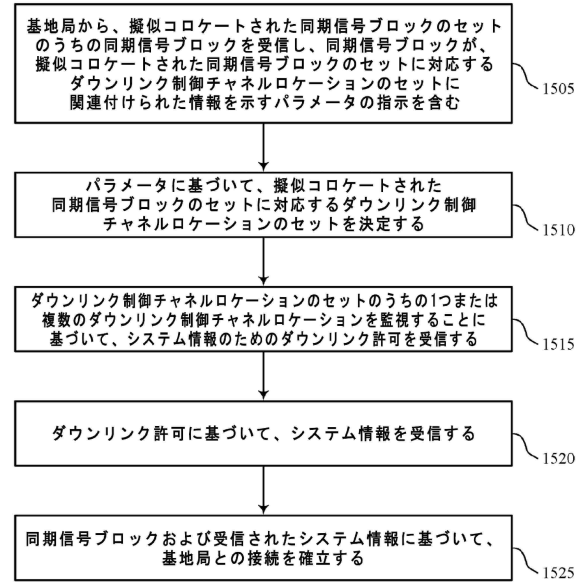 基地局から、擬似コロケートされた同期信号ブロックのセット
のうちの同期信号ブロックを受信し、同期信号ブロックが、
擬似コロケートされた同期信号ブロックのセットに対応する
ダウンリンク制御チャネルロケーションのセットに
関連付けられた情報を示すパラメータの指示を含む
1505
パラメータに基づいて、擬似コロケートされた
同期信号ブロックのセットに対応するダウンリンク制御
チャネルロケーションのセットを決定する
1510
ダウンリンク制御チャネルロケーションのセットのうちの1つまたは
複数のダウンリンク制御チャネルロケーションを監視することに
基づいて、システム情報のためのダウンリンク許可を受信する
1515
ダウンリンク許可に基づいて、システム情報を受信する
1520
同期信号ブロックおよび受信されたシステム情報に基づいて、
基地局との接続を確立する
1525